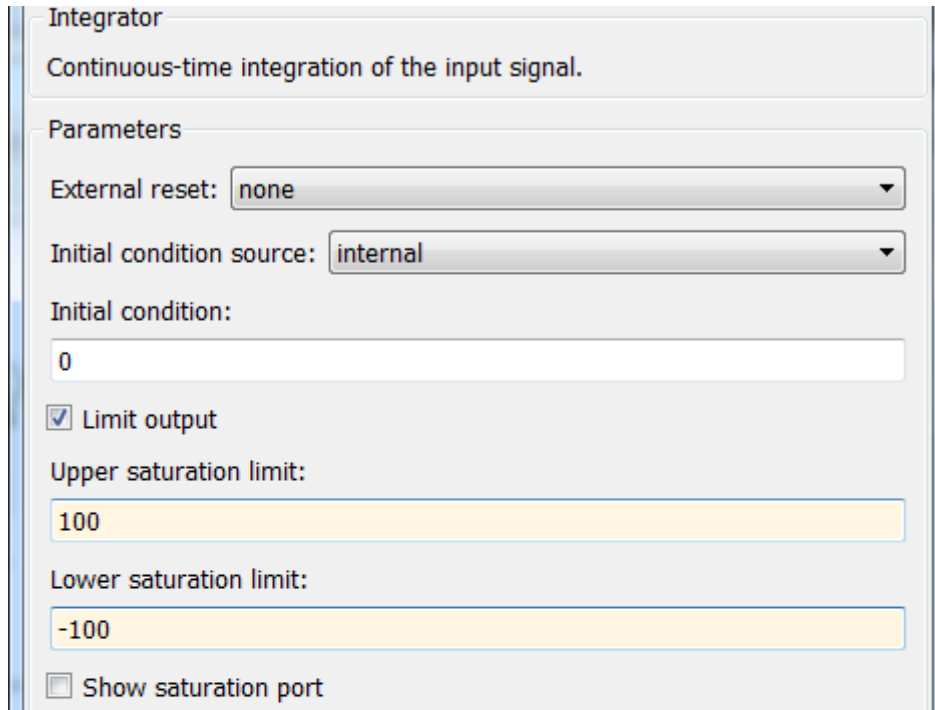 Integrator
Continuous-time integration of the input signal.
Parameters
External reset: none
Initial condition source: internal
Initial condition:
0
Limit output
Upper saturation limit:
100
Lower saturation limit:
-100
Show saturation port